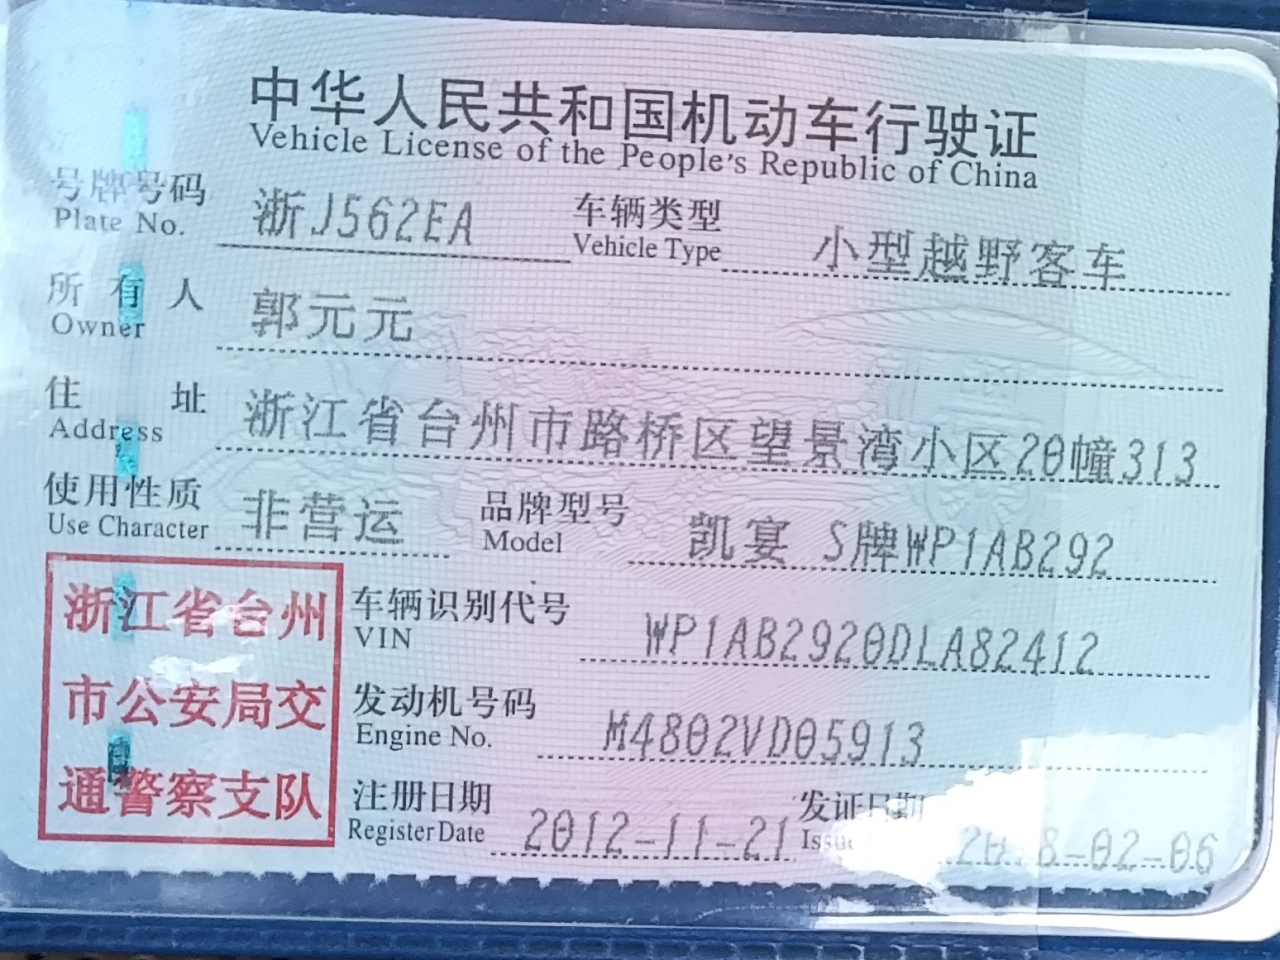 中华人民共和国机动车行驶证
Vehicle License of the People's Republic of China
号牌号码 浙J562EA 车辆类型 小型越野客车
Plate No. Vehicle Type
所有人 郭元元
Owner
住址 浙江省台州市路桥区望景湾小区20幢313
Address
使用性质 非营运 品牌型号 凯宴 S牌WP1AB292
Use Character Model
浙江省台州
市公安局交
通警察支队
车辆识别代号 WP1AB2920DLA82412
VIN
发动机号码 M4802VD05913
Engine No.
注册日期 2012-11-21 发证日期 2018-02-06
Register Date Issue